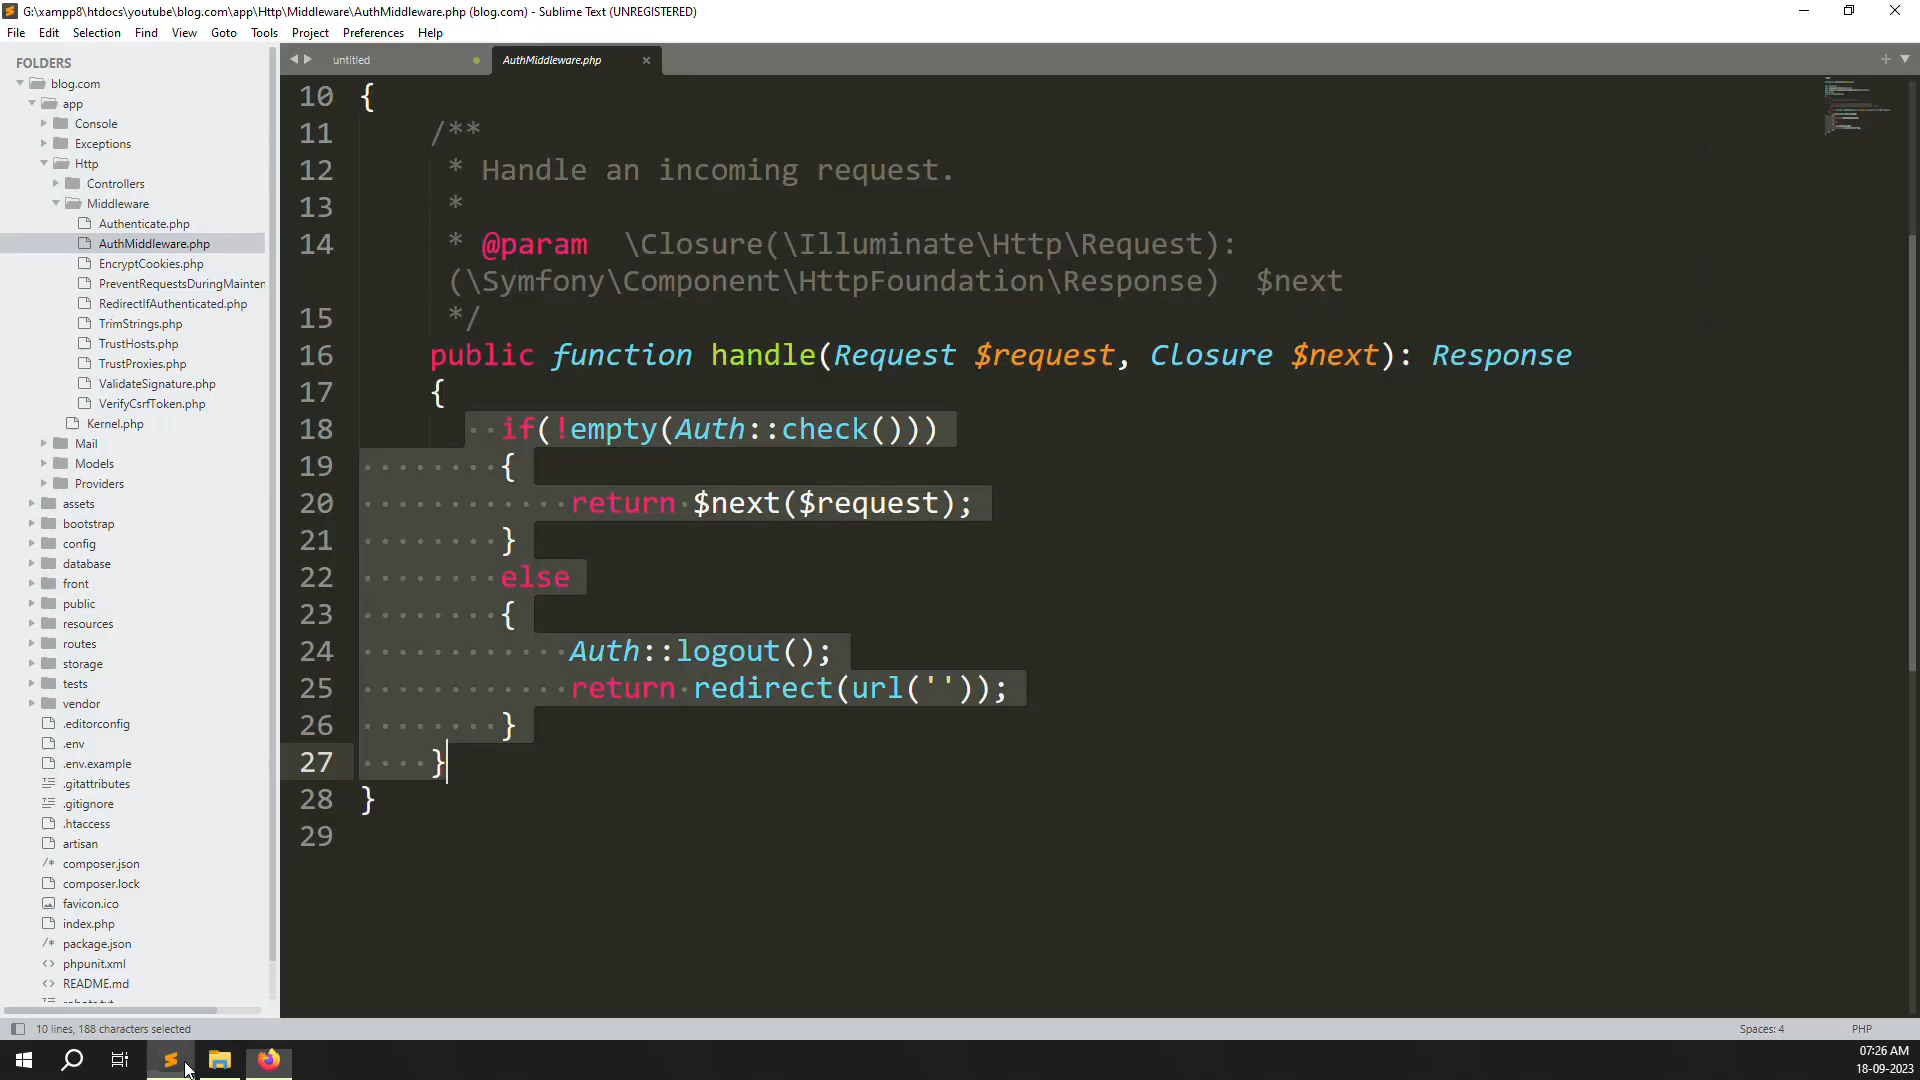 G:\xampp8\htdocs\youtube\blog.com\app\Http\Middleware\AuthMiddleware.php (blog.com) - Sublime Text (UNREGISTERED)
File Edit Selection Find View Goto Tools Project Preferences Help
FOLDERS
blog.com
app
Console
Exceptions
Http
Controllers
Middleware
Authenticate.php
AuthMiddleware.php
EncryptCookies.php
PreventRequestsDuringMainten
RedirectIfAuthenticated.php
TrimStrings.php
TrustHosts.php
TrustProxies.php
ValidateSignature.php
VerifyCsrfToken.php
Kernel.php
Mail
Models
Providers
assets
bootstrap
config
database
front
public
resources
routes
storage
tests
vendor
.editorconfig
.env
.env.example
.gitattributes
.gitignore
.htaccess
artisan
composer.json
composer.lock
favicon.ico
index.php
package.json
phpunit.xml
README.md
untitled
AuthMiddleware.php
10 {
11 /**
12 * Handle an incoming request.
13 *
14 * @param \Closure(\Illuminate\Http\Request):
(\Symfony\Component\HttpFoundation\Response) $next
15 */
16 public function handle(Request $request, Closure $next): Response
17 {
18 if(!empty(Auth::check()))
19 {
20 return $next($request);
21 }
22 else
23 {
24 Auth::logout();
25 return redirect(url(''));
26 }
27 }
28 }
29
10 lines, 188 characters selected
Spaces: 4
PHP
07:26 AM
18-09-2023